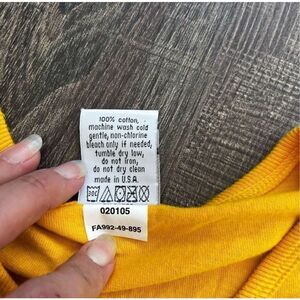 100% cotton,
machine wash cold
gentle, non-chlorine
bleach only if needed,
tumble dry low,
do not iron,
do not dry clean
made in U.S.A.
30C
020105
FA992-49-895